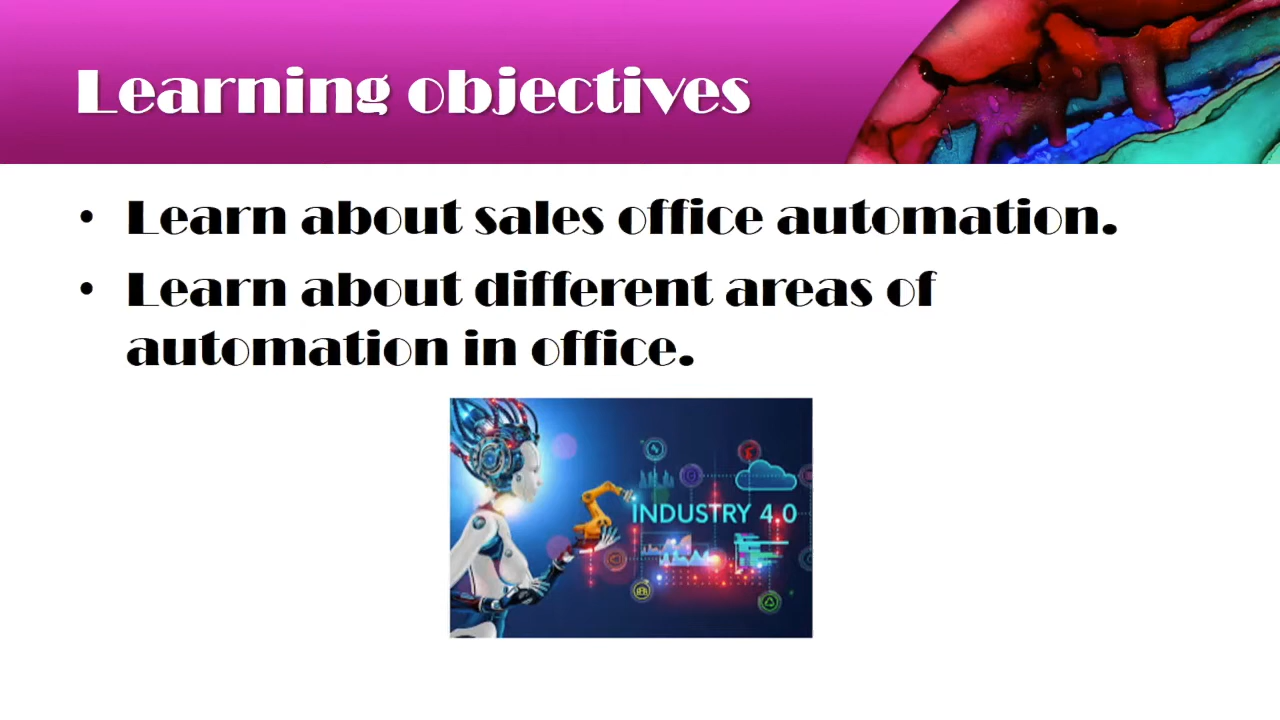 Learning objectives
• Learn about sales office automation.
• Learn about different areas of
automation in office.
INDUSTRY 4.0